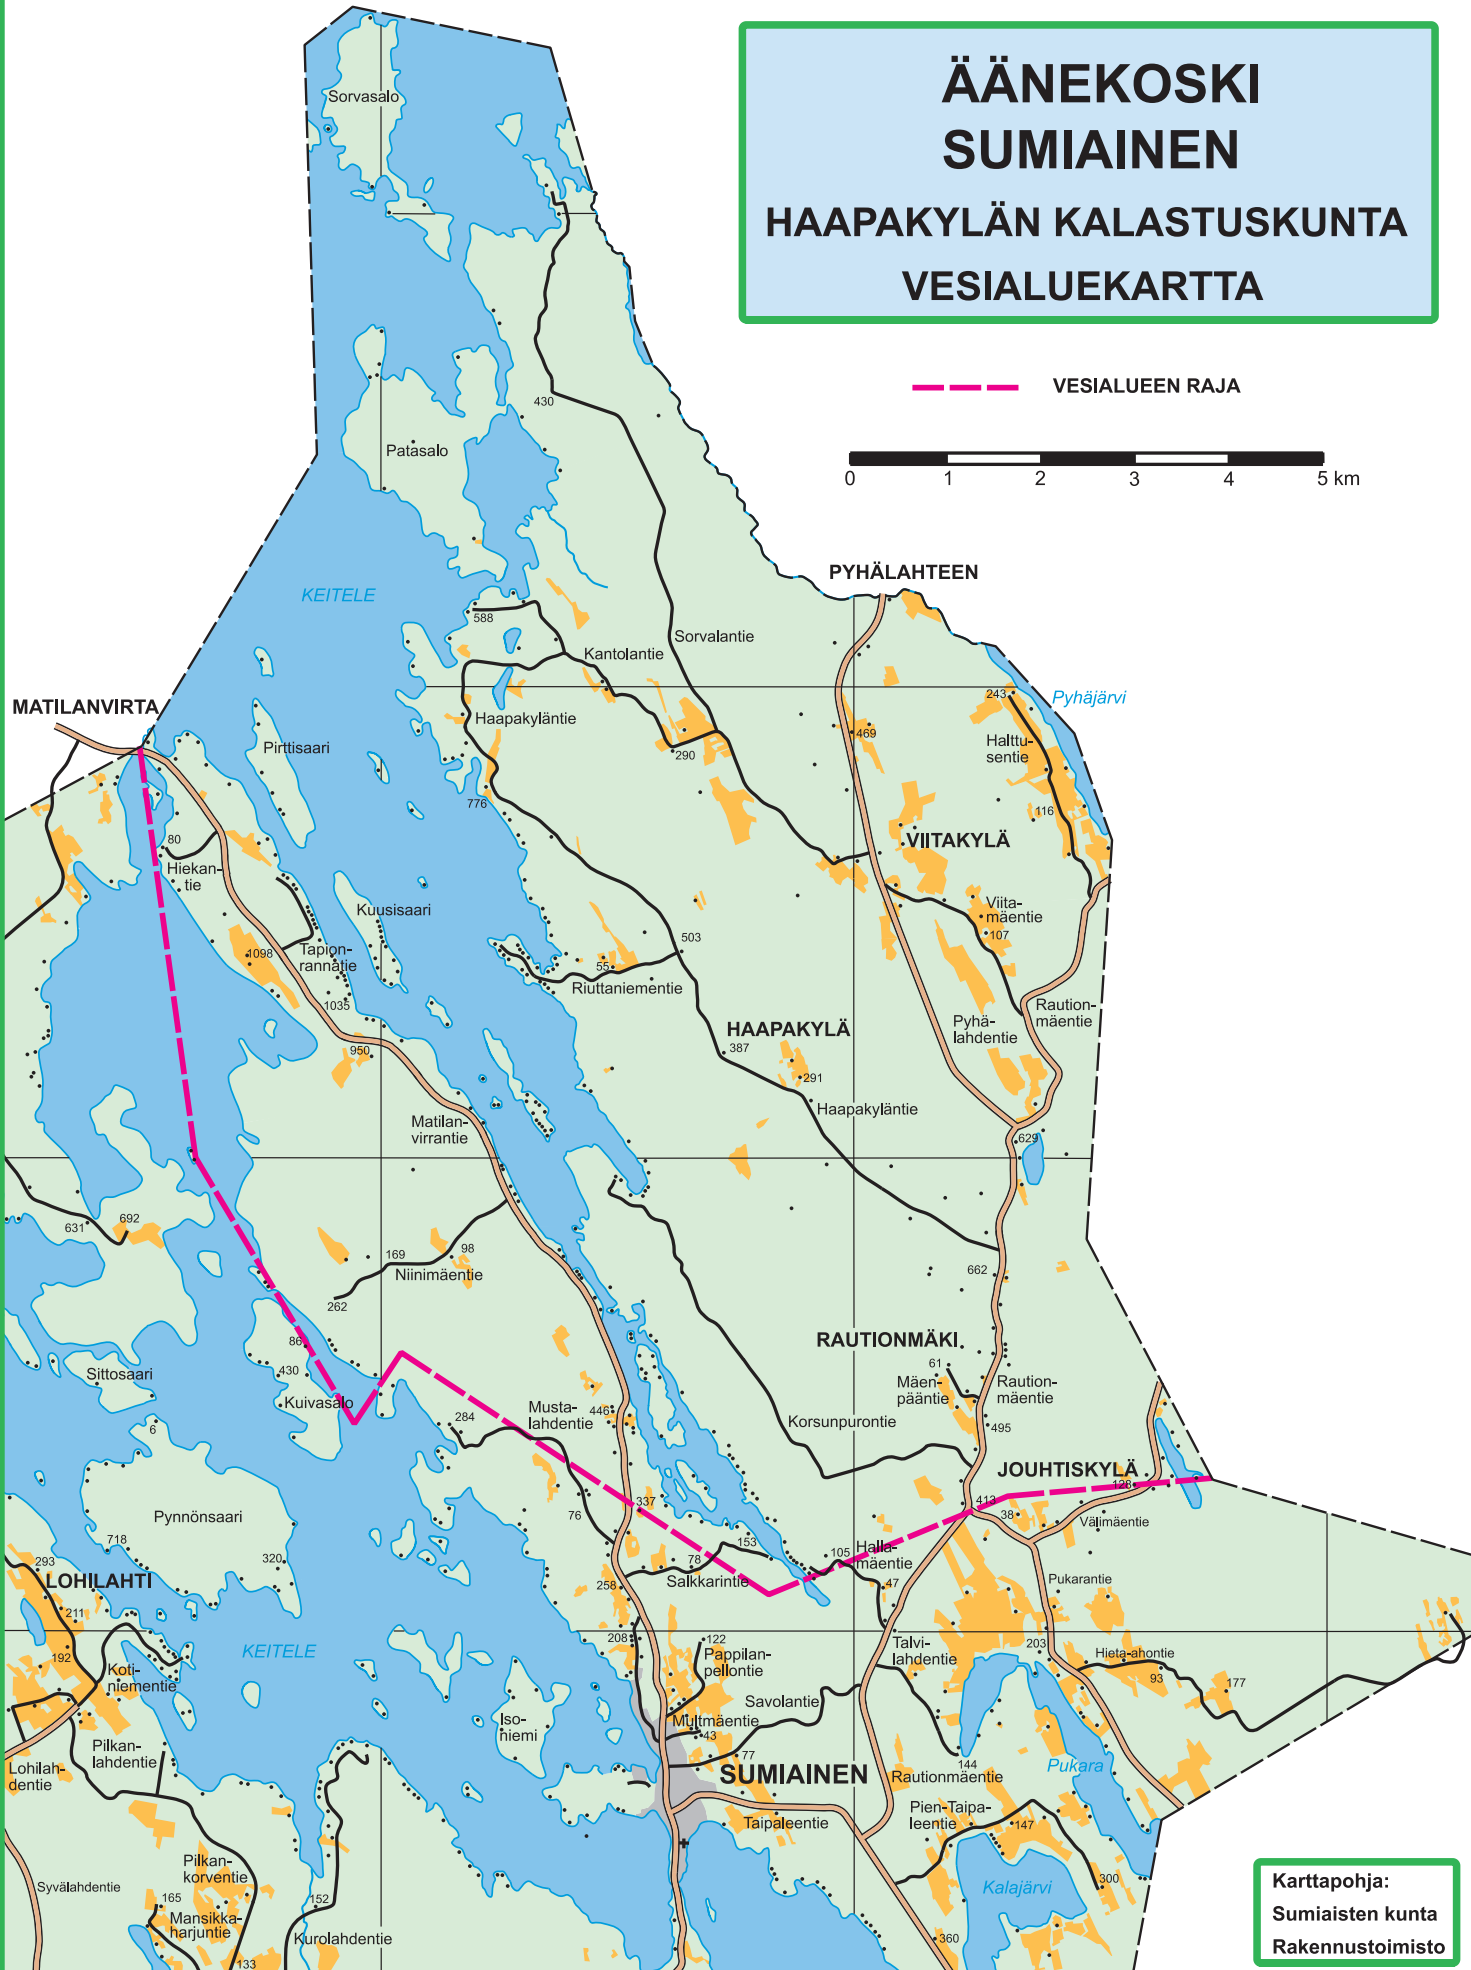 ÄÄNEKOSKI
SUMIAINEN
HAAPAKYLÄN KALASTUSKUNTA
VESIALUEKARTTA
VESIALUEEN RAJA
0 1 2 3 4 5 km
Sorvasalo
430
Patasalo
KEITELE
PYHÄLAHTEEN
588
Sorvalantie
Kantolantie
MATILANVIRTA
Haapakyläntie
243
Pyhäjärvi
Pirttisaari
290
469
Halttu-
sentie
776
116
80
VIITAKYLÄ
Hiekan-
tie
Kuusisaari
Viita-
mäentie
107
1098
Tapion-
rannatie
503
55
Riuttaniementie
1035
Raution-
mäentie
Pyhä-
lahdentie
HAAPAKYLÄ
950
387
291
Haapakyläntie
Matilan-
virrantie
629
631
692
169
98
Niinimäentie
262
662
86
RAUTIONMÄKI
61
430
Sittosaari
Mäen-
pääntie
Raution-
mäentie
Kuivasalo
6
284
Musta-
lahdentie
446
Korsunpurontie
495
JOUHTISKYLÄ
128
413
38
Välimäentie
Pynnönsaari
76
337
718
320
293
153
78
105
Halla-
mäentie
LOHILAHTI
258
Salkkarintie
47
Pukarantie
211
208
122
Pappilan-
pellontie
Talvi-
lahdentie
203
Hieta-ahontie
93
177
KEITELE
192
Koti-
niementie
Savolantie
Iso-
niemi
Multmäentie
43
Pilkan-
lahdentie
77
SUMIAINEN
144
Rautionmäentie
Pukara
Lohilah-
dentie
Taipaleentie
Pien-Taipa-
leentie
147
Pilkan-
korventie
Syvälahdentie
165
Mansikka-
harjuntie
152
Kalajärvi
300
Kurolahdentie
360
133
Karttapohja:
Sumiaisten kunta
Rakennustoimisto